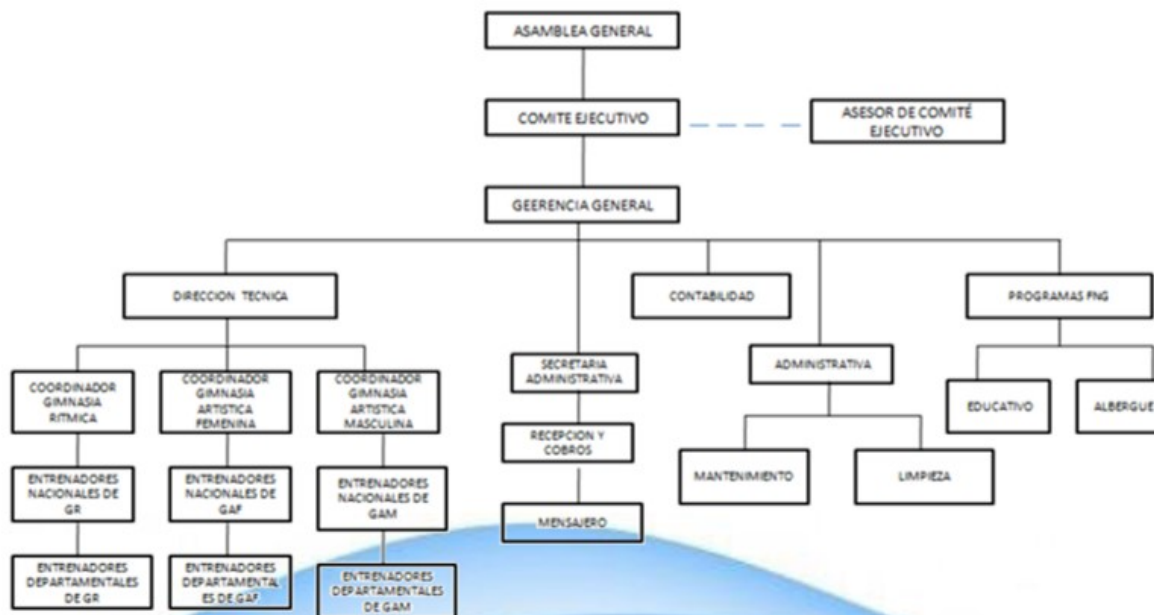 ASAMBLEA GENERAL
COMITE EJECUTIVO
ASESOR DE COMITÉ
EJECUTIVO
GEERENCIA GENERAL
DIRECCION TECNICA
CONTABILIDAD
PROGRAMAS FNG
SECRETARIA
ADMINISTRATIVA
ADMINISTRATIVA
COORDINADOR
GIMNASIA
RITMICA
COORDINADOR
GIMNASIA
ARTISTICA
FEMENINA
COORDINADOR
GIMNASIA
ARTISTICA
MASCULINA
EDUCATIVO
ALBERGUE
RECEPCION Y
COBROS
MANTENIMIENTO
LIMPIEZA
ENTRENADORES
NACIONALES DE
GR
ENTRENADORES
NACIONALES DE
GAF
ENTRENADORES
NACIONALES DE
GAM
MENSAJERO
ENTRENADORES
DEPARTAMENTALES
DE GR
ENTRENADORES
DEPARTAMENTAL
ES DE GAF
ENTRENADORES
DEPARTAMENTALES
DE GAM